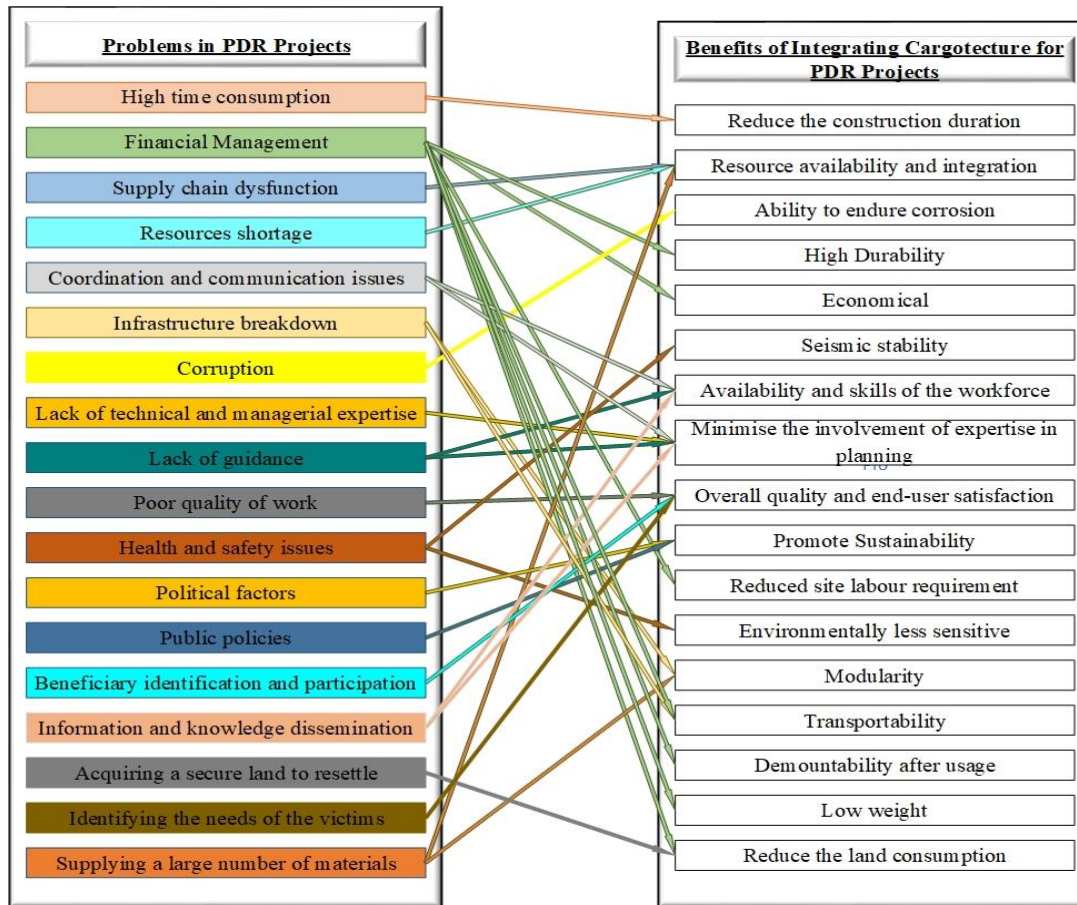 Problems in PDR Projects
High time consumption
Financial Management
Supply chain dysfunction
Resources shortage
Coordination and communication issues
Infrastructure breakdown
Corruption
Lack of technical and managerial expertise
Lack of guidance
Poor quality of work
Health and safety issues
Political factors
Public policies
Beneficiary identification and participation
Information and knowledge dissemination
Acquiring a secure land to resettle
Identifying the needs of the victims
Supplying a large number of materials
Benefits of Integrating Cargotecture for
PDR Projects
Reduce the construction duration
Resource availability and integration
Ability to endure corrosion
High Durability
Economical
Seismic stability
Availability and skills of the workforce
Minimise the involvement of expertise in
planning
Overall quality and end-user satisfaction
Promote Sustainability
Reduced site labour requirement
Environmentally less sensitive
Modularity
Transportability
Demountability after usage
Low weight
Reduce the land consumption